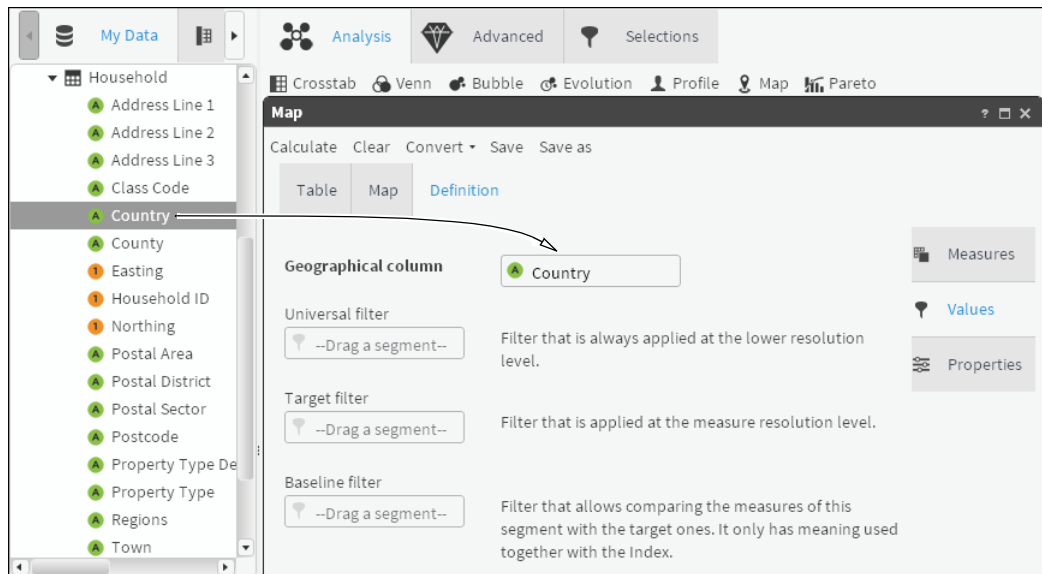 My Data
Analysis
Advanced
Selections
Household
A Address Line 1
A Address Line 2
A Address Line 3
A Class Code
A Country
A County
1 Easting
1 Household ID
1 Northing
A Postal Area
A Postal District
A Postal Sector
A Postcode
A Property Type De
A Property Type
A Regions
A Town
Crosstab Venn Bubble Evolution Profile Map Pareto
Map ?
Calculate Clear Convert Save Save as
Table Map Definition
Geographical column
A Country
Universal filter
--Drag a segment--
Filter that is always applied at the lower resolution
level.
Target filter
--Drag a segment--
Filter that is applied at the measure resolution level.
Baseline filter
--Drag a segment--
Filter that allows comparing the measures of this
segment with the target ones. It only has meaning used
together with the Index.
Measures
Values
Properties